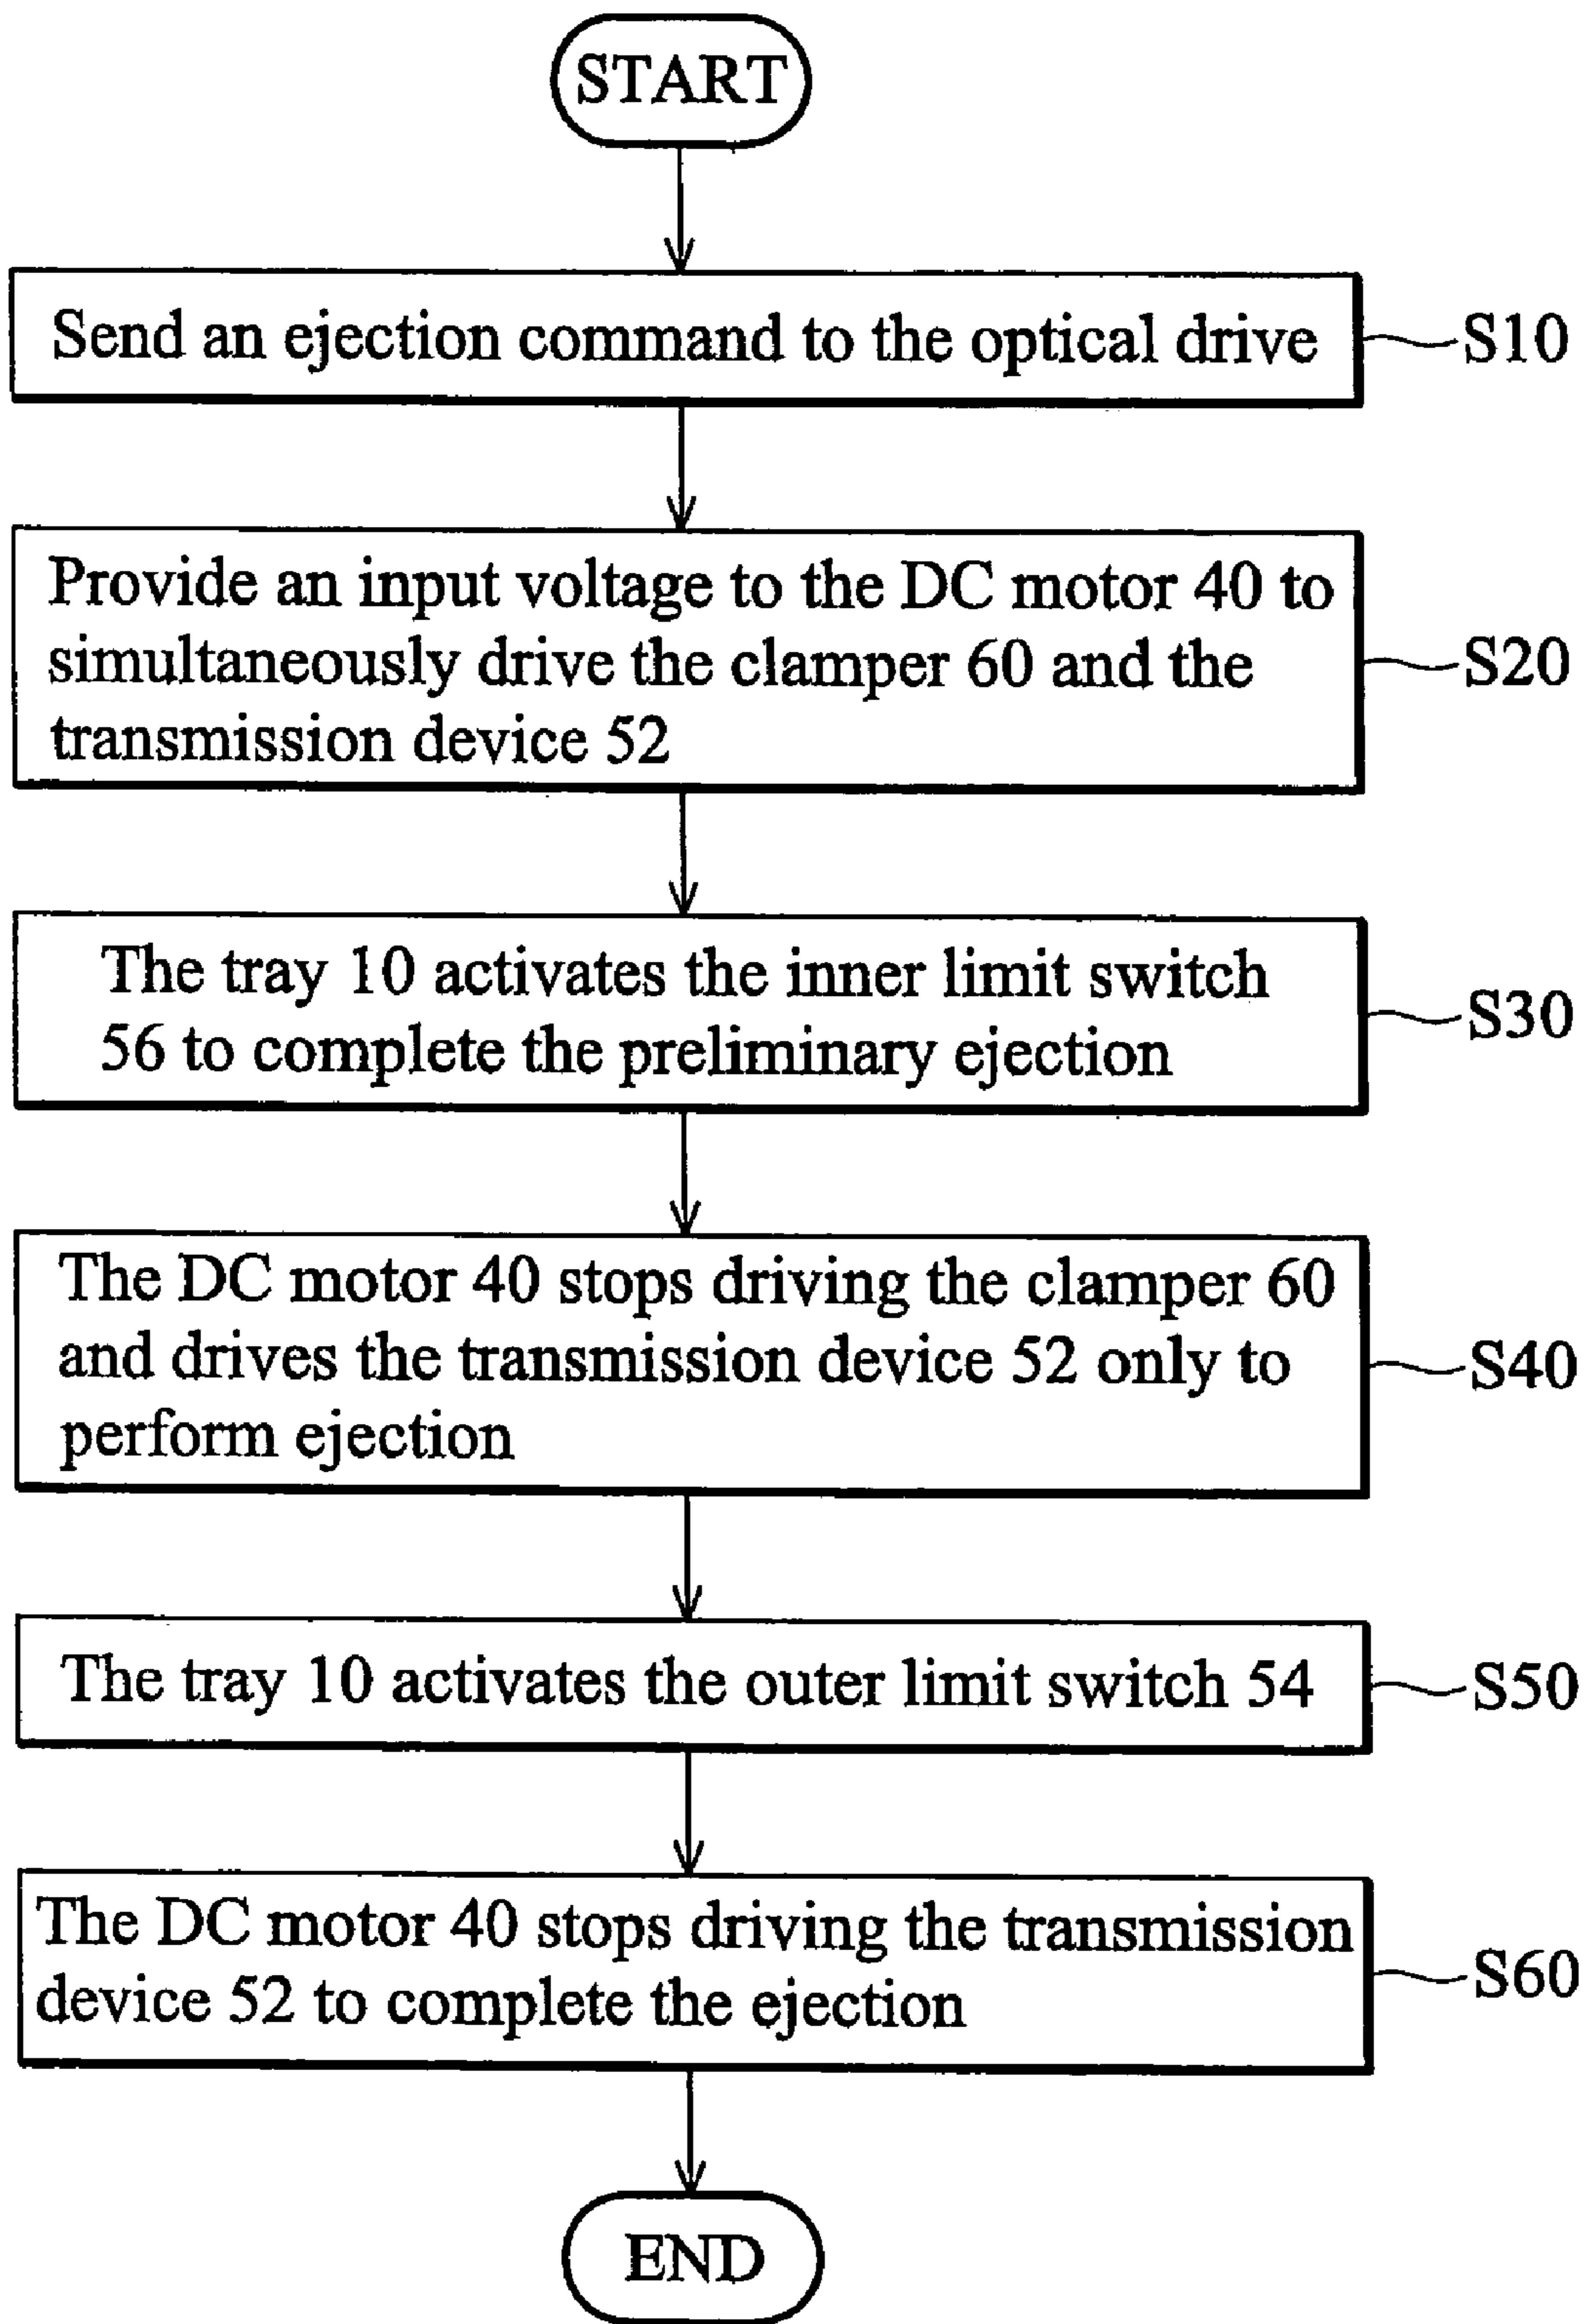 START
Send an ejection command to the optical drive
S10
Provide an input voltage to the DC motor 40 to
simultaneously drive the clamper 60 and the
transmission device 52
S20
The tray 10 activates the inner limit switch
56 to complete the preliminary ejection
S30
The DC motor 40 stops driving the clamper 60
and drives the transmission device 52 only to
perform ejection
S40
The tray 10 activates the outer limit switch 54
S50
The DC motor 40 stops driving the transmission
device 52 to complete the ejection
S60
END